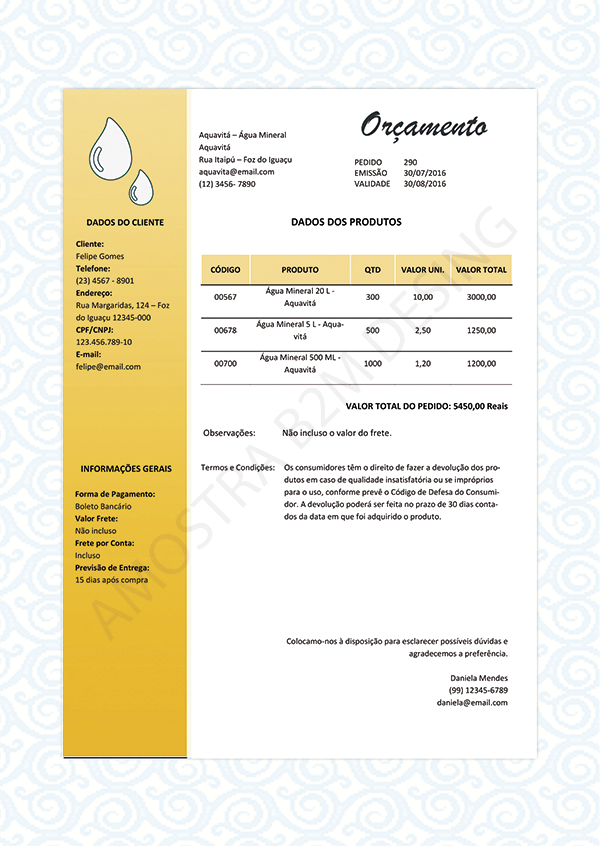 Orçamento
Aquavitá – Água Mineral
Aquavitá
Rua Itaipú – Foz do Iguaçu
aquavita@email.com
(12) 3456- 7890
PEDIDO 290
EMISSÃO 30/07/2016
VALIDADE 30/08/2016
DADOS DO CLIENTE
Cliente:
Felipe Gomes
Telefone:
(23) 4567 - 8901
Endereço:
Rua Margaridas, 124 – Foz
do Iguaçu 12345-000
CPF/CNPJ:
123.456.789-10
E-mail:
felipe@email.com
INFORMAÇÕES GERAIS
Forma de Pagamento:
Boleto Bancário
Valor Frete:
Não incluso
Frete por Conta:
Incluso
Previsão de Entrega:
15 dias após compra
DADOS DOS PRODUTOS
CÓDIGO PRODUTO QTD VALOR UNI. VALOR TOTAL
00567 Água Mineral 20 L - 300 10,00 3000,00
Aquavitá
00678 Água Mineral 5 L - Aqua- 500 2,50 1250,00
vitá
00700 Água Mineral 500 ML - 1000 1,20 1200,00
Aquavitá
VALOR TOTAL DO PEDIDO: 5450,00 Reais
Observações: Não incluso o valor do frete.
Termos e Condições: Os consumidores têm o direito de fazer a devolução dos pro-
dutos em caso de qualidade insatisfatória ou se impróprios
para o uso, conforme prevê o Código de Defesa do Consumi-
dor. A devolução poderá ser feita no prazo de 30 dias conta-
dos da data em que foi adquirido o produto.
Colocamo-nos à disposição para esclarecer possíveis dúvidas e
agradecemos a preferência.
Daniela Mendes
(99) 12345-6789
daniela@email.com
AMOSTRA B2M DESING